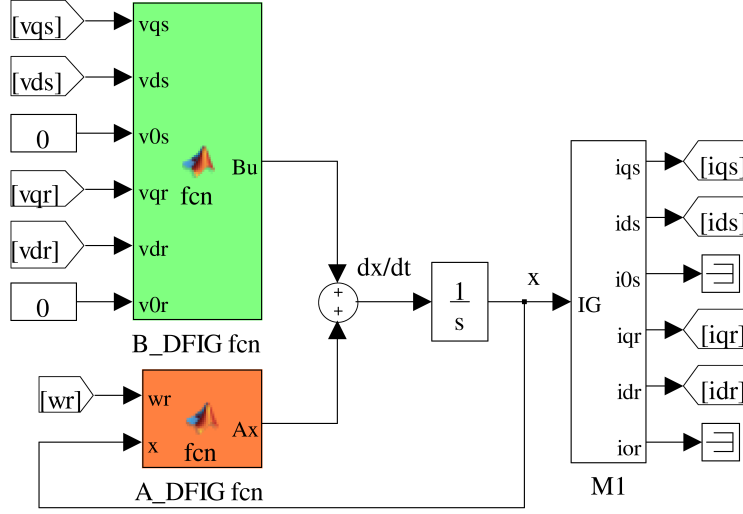 [vqs]
vqs
[vds]
vds
0
v0s
[vqr]
vqr
[vdr]
vdr
0
v0r
fcn
Bu
B_DFIG fcn
[wr]
wr
x
fcn
Ax
A_DFIG fcn
+
+
dx/dt
1
s
x
IG
iqs
[iqs]
ids
[ids]
i0s
iqr
[iqr]
idr
[idr]
ior
M1